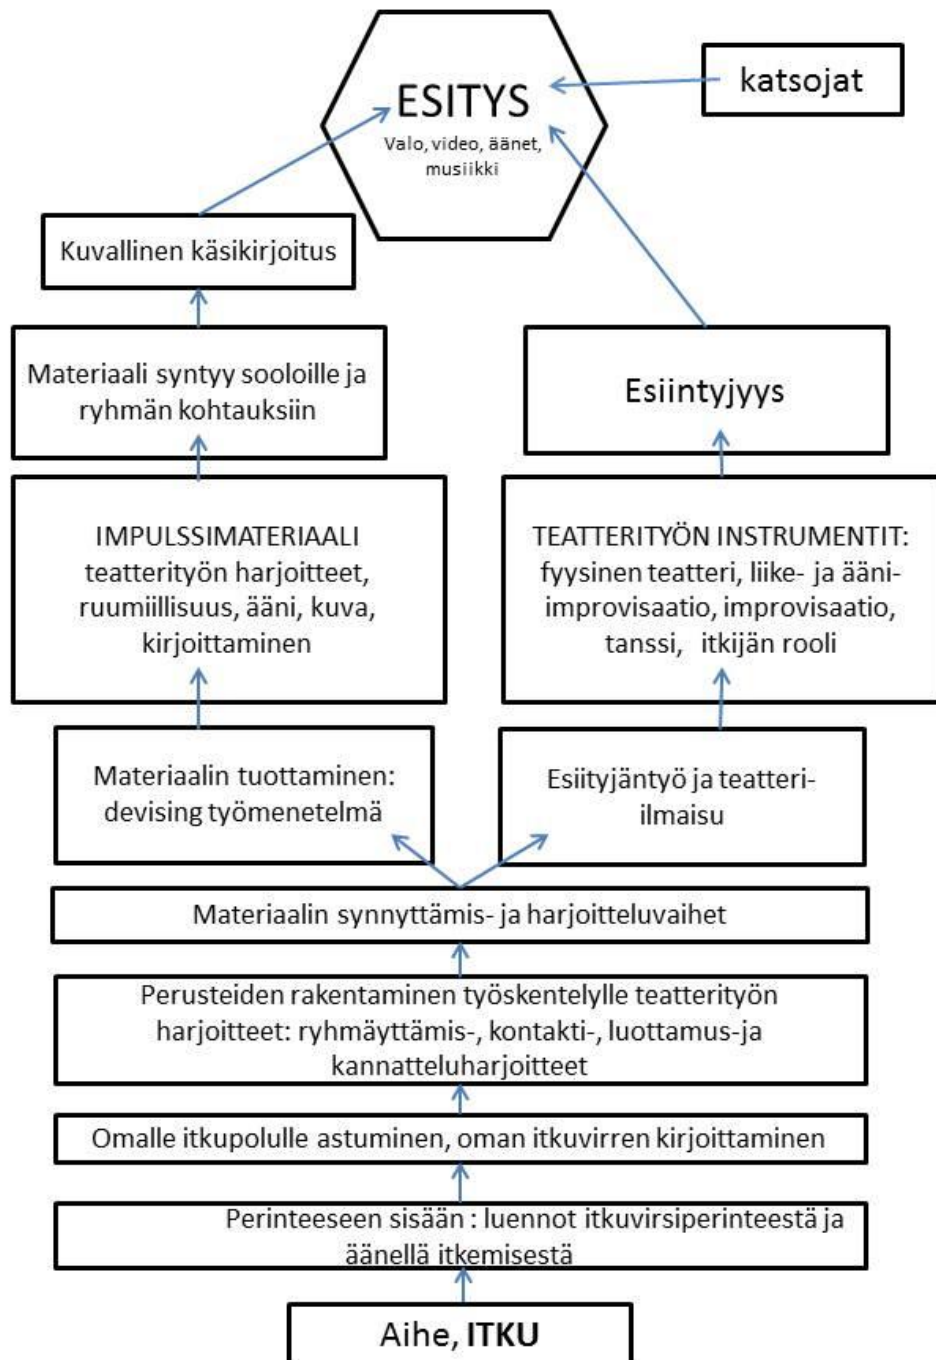 ESITYS
Valo, video, äänet,
musiikki
katsojat
Kuvallinen käsikirjoitus
Materiaali syntyy sooloille ja
ryhmän kohtauksiin
Esiintyjyys
IMPULSSIMATERIAALI
teatterityön harjoitteet,
ruumiillisuus, ääni, kuva,
kirjoittaminen
TEATTERITYÖN INSTRUMENTIT:
fyysinen teatteri, liike- ja ääni-
improvisaatio, improvisaatio,
tanssi, itkijän rooli
Materiaalin tuottaminen:
devising työmenetelmä
Esiityjäntyö ja teatteri-
ilmaisu
Materiaalin synnyttämis- ja harjoitteluvaihet
Perusteiden rakentaminen työskentelylle teatterityön
harjoitteet: ryhmäyttämis-, kontakti-, luottamus-ja
kannatteluharjoitteet
Omalle itkupolulle astuminen, oman itkuvirren kirjoittaminen
Perinteeseen sisään : luennot itkuvirsiperinteestä ja
äänellä itkemisestä
Aihe, ITKU